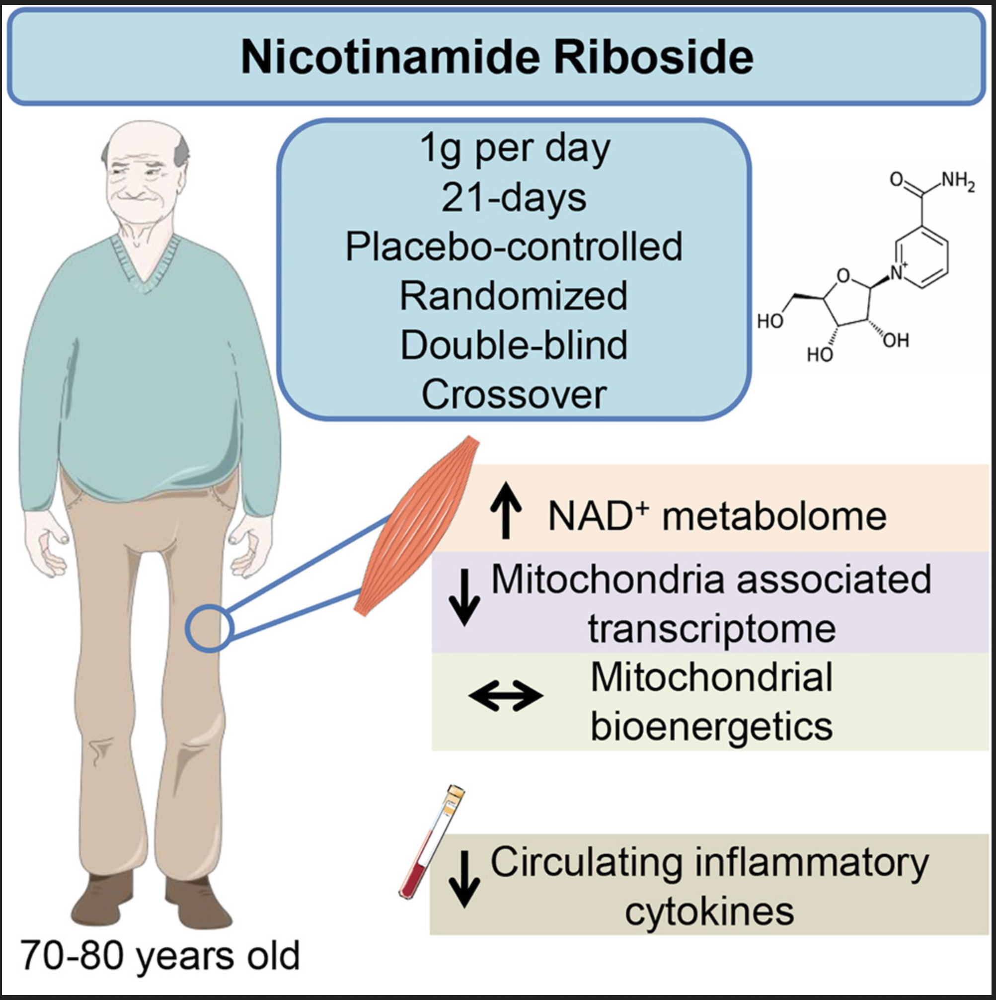 Nicotinamide Riboside
1g per day
21-days
Placebo-controlled
Randomized
Double-blind
Crossover
O
NH₂
N⁺
O
HO
OH
HO
↑ NAD⁺ metabolome
↓ Mitochondria associated
transcriptome
↔ Mitochondrial
bioenergetics
↓ Circulating inflammatory
cytokines
70-80 years old